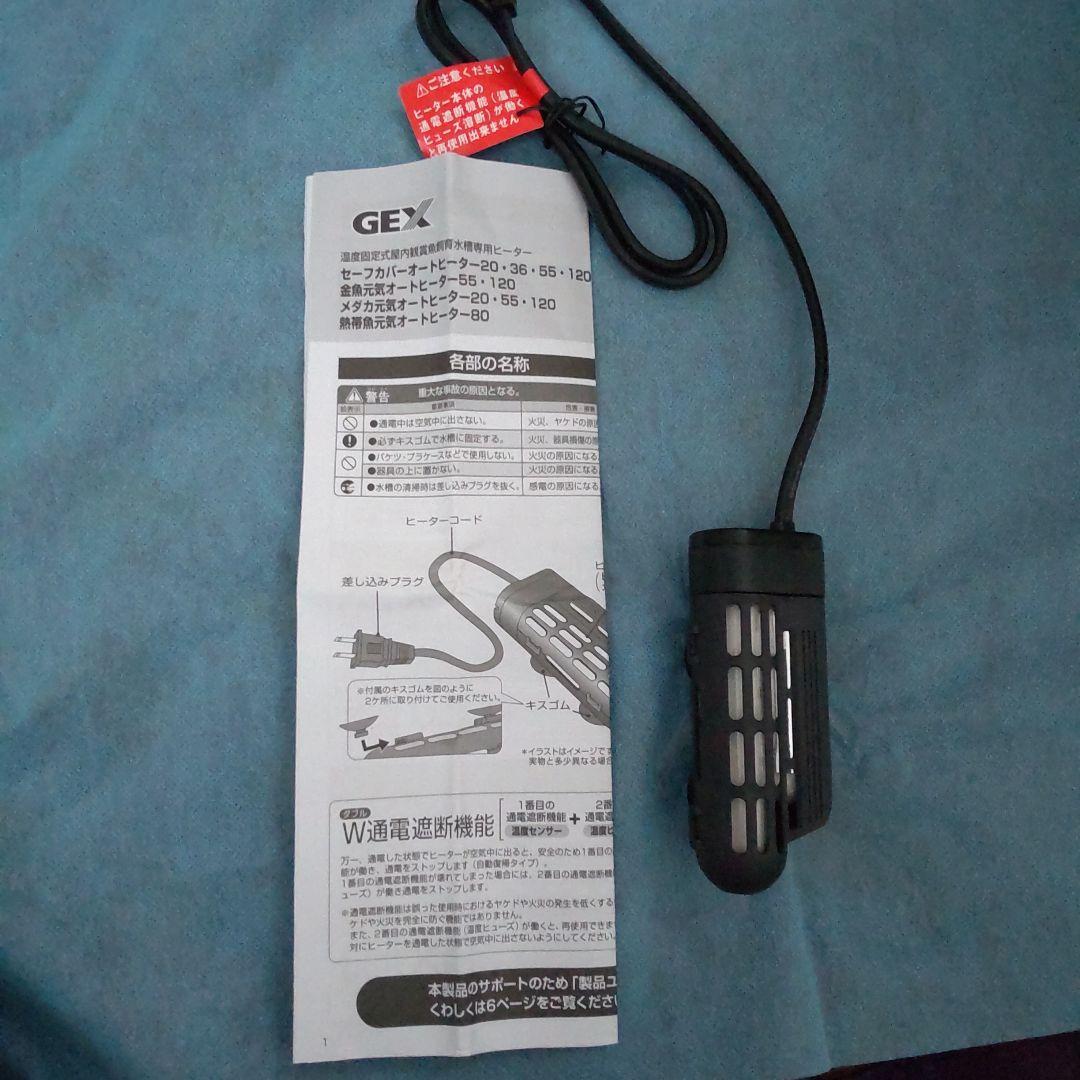 ⚠ご注意ください
ヒーター本体の
通電遮断機能(温度
ヒューズ溶断)が働く
と再使用出来ません
GEX
温度固定式屋内観賞魚飼育水槽専用ヒーター
セーフカバーオートヒーター20・36・55・120
金魚元気オートヒーター55・120
メダカ元気オートヒーター20・55・120
熱帯魚元気オートヒーター80
各部の名称
⚠警告 重大な事故の原因となる。
●通電中は空気中に出さない。 火災、ヤケドの原因
●必ずキスゴムで水槽に固定する。 火災、器具損傷の
●バケツ・プラケースなどで使用しない。 火災の原因になる
●器具の上に置かない。 火災の原因になる
●水槽の清掃時は差し込みプラグを抜く。 感電の原因になる
ヒーターコード
差し込みプラグ
※付属のキスゴムを図のように
2ケ所に取り付けてご使用ください。
キスゴム
*イラストはイメージです
実物と多少異なる場合
ダブル
W通電遮断機能
1番目の
通電遮断機能
温度センサー
+
2番
通電遮
温度ヒ
万一、通電した状態でヒーターが空気中に出ると、安全のため1番目の
能が働き、通電をストップします(自動復帰タイプ)。
1番目の通電遮断機能が壊れてしまった場合には、2番目の通電遮断機
ューズ)が働き通電をストップします。
※通電遮断機能は誤った使用時におけるヤケドや火災の発生を低くする
ケドや火災を完全に防ぐ機能ではありません。
また、2番目の通電遮断機能(温度ヒューズ)が働くと、再使用できま
対にヒーターを通電した状態で空気中に出さないようにしてください。
本製品のサポートのため「製品ユ
くわしくは6ページをご覧くださ
1